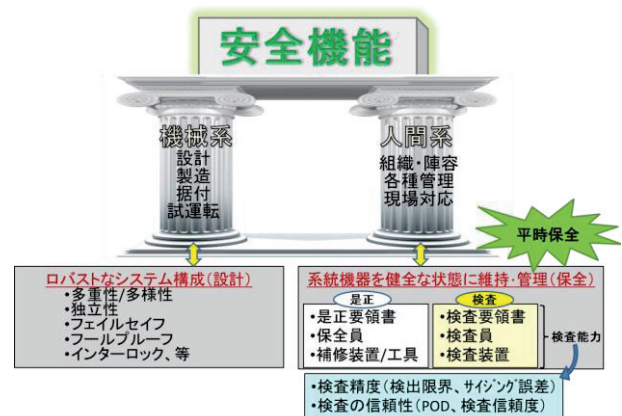 安全機能
機械系
設計
製造
据付
試運転
人間系
組織・陣容
各種管理
現場対応
平時保全
ロバストなシステム構成(設計)
・多重性/多様性
・独立性
・フェイルセイフ
・フールプルーフ
・インターロック、等
系統機器を健全な状態に維持・管理(保全)
是正
・是正要領書
・保全員
・補修装置/工具
検査
・検査要領書
・検査員
・検査装置
検査能力
・検査精度(検出限界、サイジング誤差)
・検査の信頼性(POD、検査信頼度)